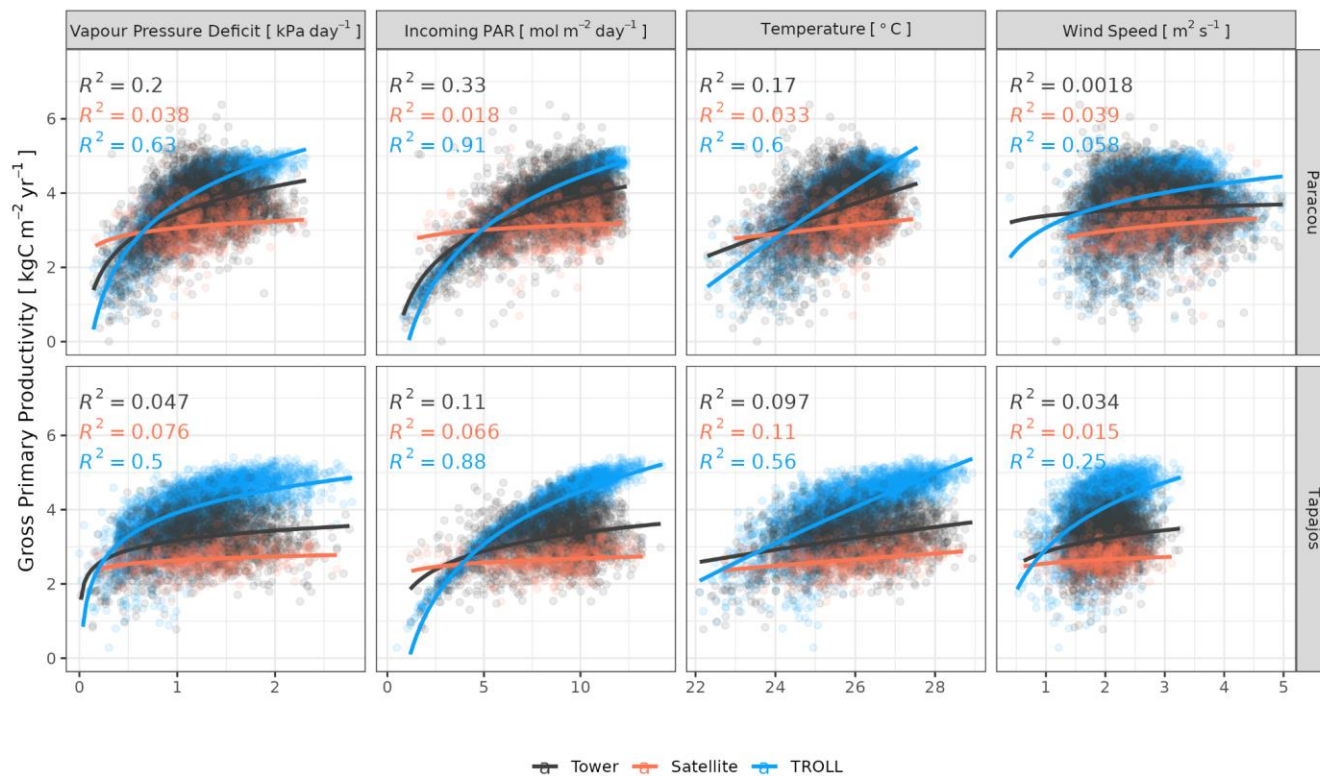 Vapour Pressure Deficit [ kPa day⁻¹ ]
Incoming PAR [ mol m⁻² day⁻¹ ]
Temperature [ °C ]
Wind Speed [ m² s⁻¹ ]
Gross Primary Productivity [ kgC m⁻² yr⁻¹ ]
R² = 0.2
R² = 0.038
R² = 0.63
R² = 0.33
R² = 0.018
R² = 0.91
R² = 0.17
R² = 0.033
R² = 0.6
R² = 0.0018
R² = 0.039
R² = 0.058
Paracou
6
4
2
0
R² = 0.047
R² = 0.076
R² = 0.5
R² = 0.11
R² = 0.066
R² = 0.88
R² = 0.097
R² = 0.11
R² = 0.56
R² = 0.034
R² = 0.015
R² = 0.25
Tapajos
6
4
2
0
0 1 2
0 5 10
22 24 26 28
1 2 3 4 5
a Tower a Satellite a TROLL